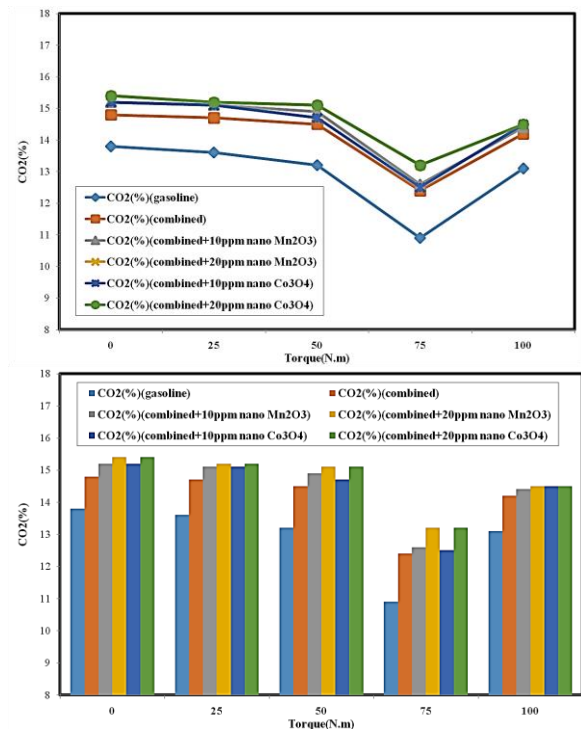 18
17
16
15
14
13
12
11
10
9
8
CO2(%)
CO2(%)(gasoline)
CO2(%)(combined)
CO2(%)(combined+10ppm nano Mn2O3)
CO2(%)(combined+20ppm nano Mn2O3)
CO2(%)(combined+10ppm nano Co3O4)
CO2(%)(combined+20ppm nano Co3O4)
0 25 50 75 100
Torque(N.m)
18
17
16
15
14
13
12
11
10
9
8
CO2(%)
CO2(%)(gasoline) CO2(%)(combined)
CO2(%)(combined+10ppm nano Mn2O3) CO2(%)(combined+20ppm nano Mn2O3)
CO2(%)(combined+10ppm nano Co3O4) CO2(%)(combined+20ppm nano Co3O4)
0 25 50 75 100
Torque(N.m)